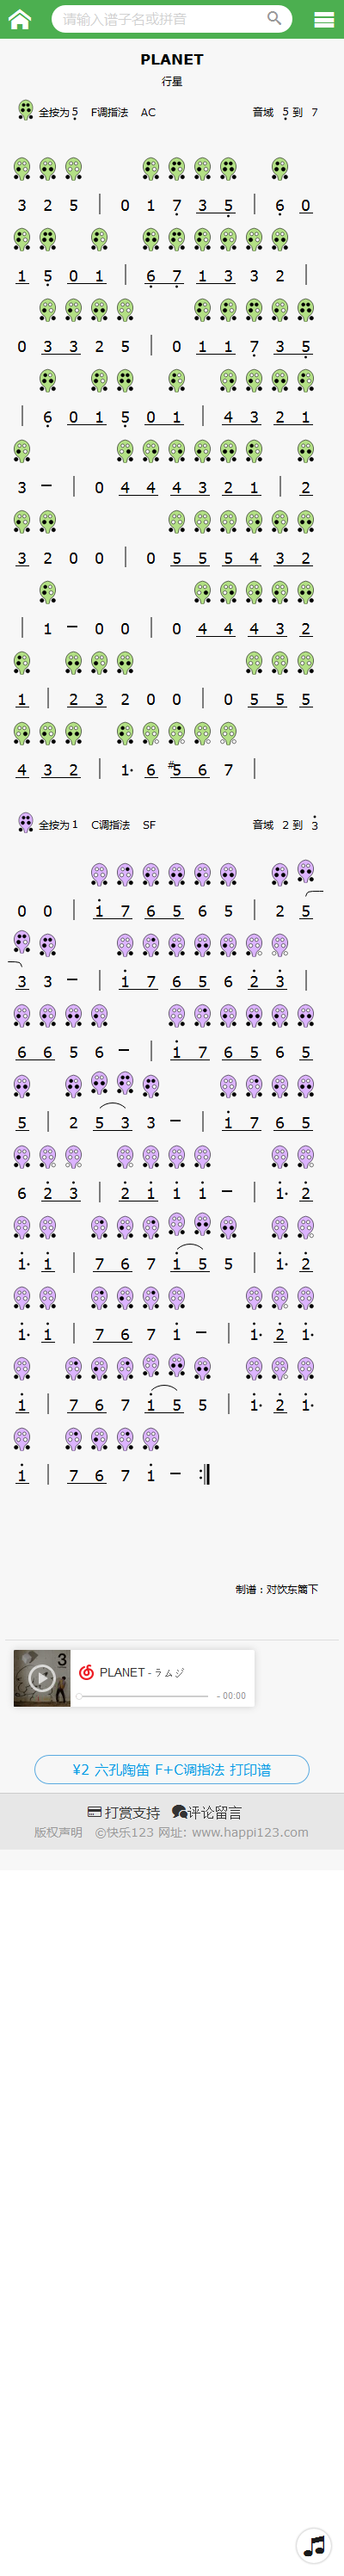 请输入谱子名或拼音
PLANET
行星
全按为5 F调指法 AC 音域 5 到 7
3 2 5 | 0 1 7 3 5 | 6 0
1 5 0 1 | 6 7 1 3 3 2 |
0 3 3 2 5 | 0 1 1 7 3 5
| 6 0 1 5 0 1 | 4 3 2 1
3 – | 0 4 4 4 3 2 1 | 2
3 2 0 0 | 0 5 5 5 4 3 2
| 1 – 0 0 | 0 4 4 4 3 2
1 | 2 3 2 0 0 | 0 5 5 5
4 3 2 | 1· 6 #5 6 7 |
全按为1 C调指法 SF 音域 2 到 3
0 0 | 1 7 6 5 6 5 | 2 5
3 3 – | 1 7 6 5 6 2 3 |
6 6 5 6 – | 1 7 6 5 6 5
5 | 2 5 3 3 – | 1 7 6 5
6 2 3 | 2 1 1 1 – | 1· 2
1· 1 | 7 6 7 1 5 5 | 1· 2
1· 1 | 7 6 7 1 – | 1· 2 1·
1 | 7 6 7 1 5 5 | 1· 2 1·
1 | 7 6 7 1 – :|
制谱：对饮东篱下
3
PLANET - ラムジ
- 00:00
¥2 六孔陶笛 F+C调指法 打印谱
打赏支持 评论留言
版权声明 ©快乐123 网址: www.happi123.com